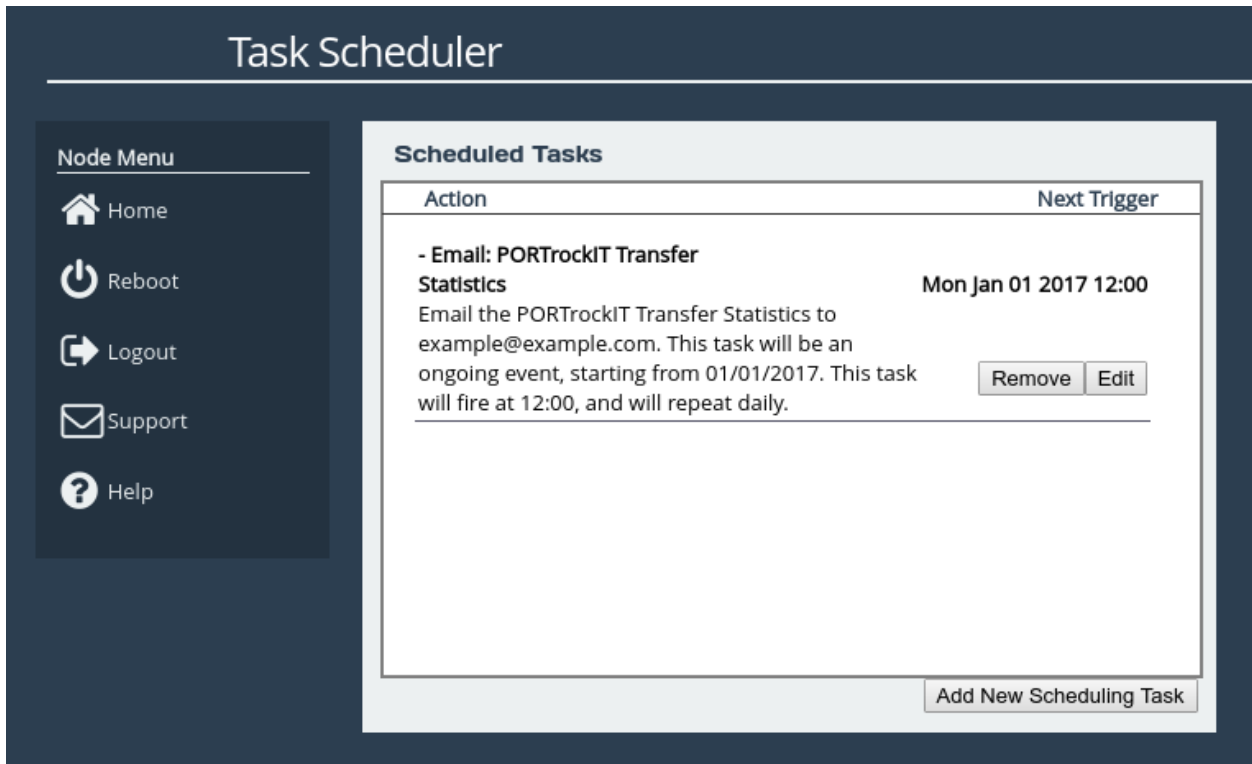 Task Scheduler
Node Menu
Home
Reboot
Logout
Support
Help
Scheduled Tasks
Action Next Trigger
- Email: PORTrockIT Transfer
Statistics Mon Jan 01 2017 12:00
Email the PORTrockIT Transfer Statistics to
example@example.com. This task will be an
ongoing event, starting from 01/01/2017. This task
will fire at 12:00, and will repeat daily.
Remove Edit
Add New Scheduling Task